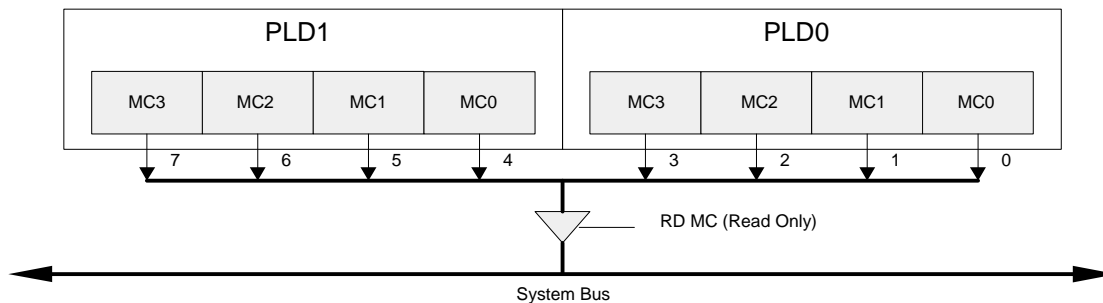 PLD1 PLD0
MC3 MC2 MC1 MC0 MC3 MC2 MC1 MC0
7 6 5 4 3 2 1 0
RD MC (Read Only)
System Bus